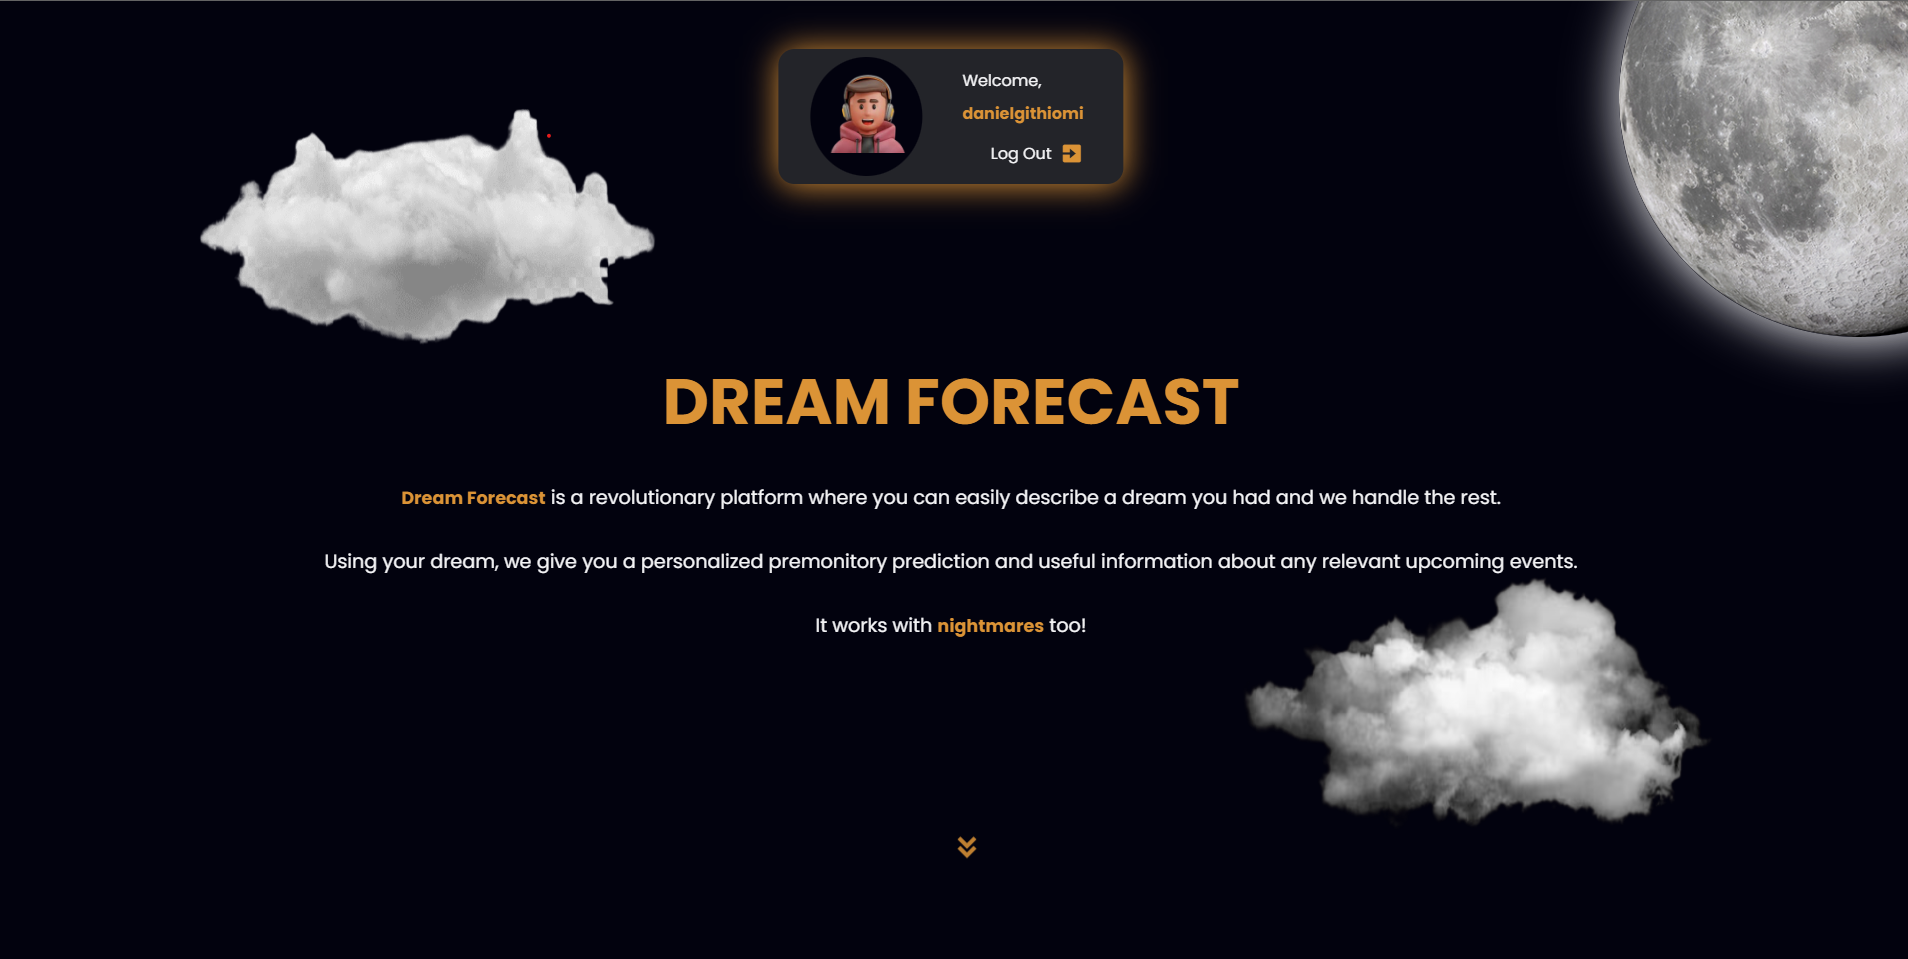 Welcome,
danielgithiomi
Log Out
DREAM FORECAST
Dream Forecast is a revolutionary platform where you can easily describe a dream you had and we handle the rest.
Using your dream, we give you a personalized premonitory prediction and useful information about any relevant upcoming events.
It works with nightmares too!